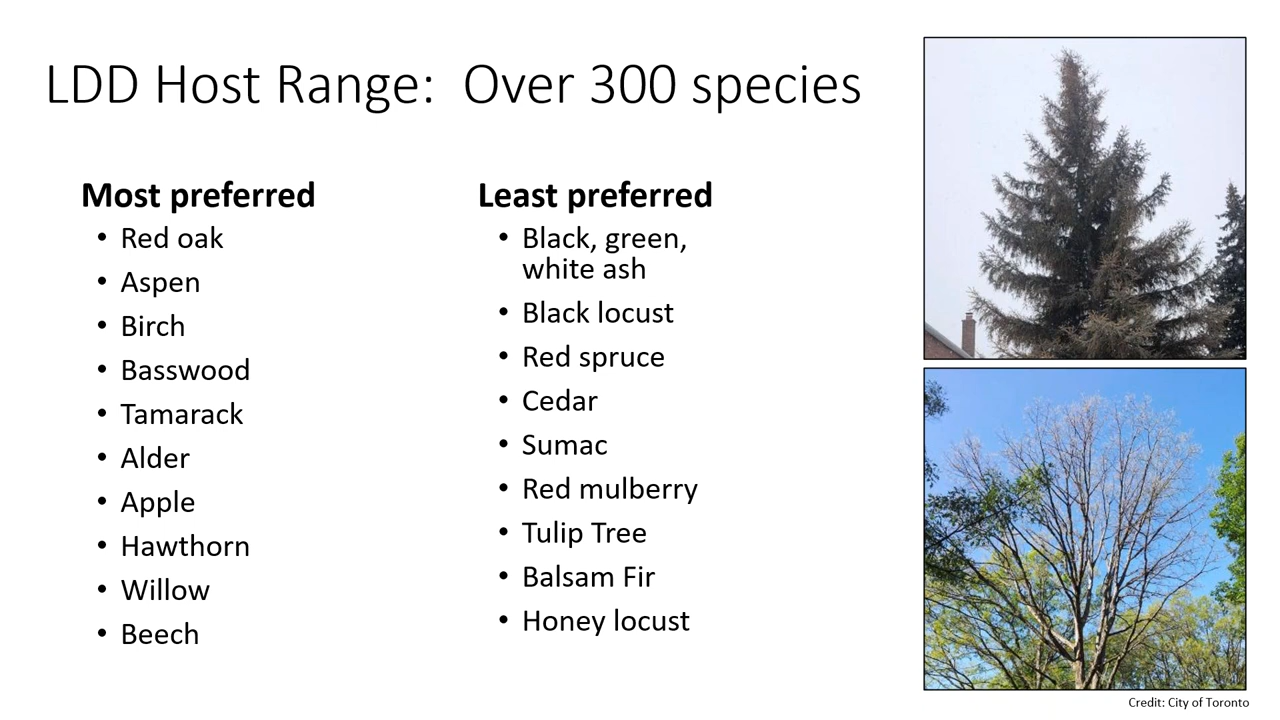 LDD Host Range:  Over 300 species
Most preferred
• Red oak
• Aspen
• Birch
• Basswood
• Tamarack
• Alder
• Apple
• Hawthorn
• Willow
• Beech
Least preferred
• Black, green,
white ash
• Black locust
• Red spruce
• Cedar
• Sumac
• Red mulberry
• Tulip Tree
• Balsam Fir
• Honey locust
Credit: City of Toronto